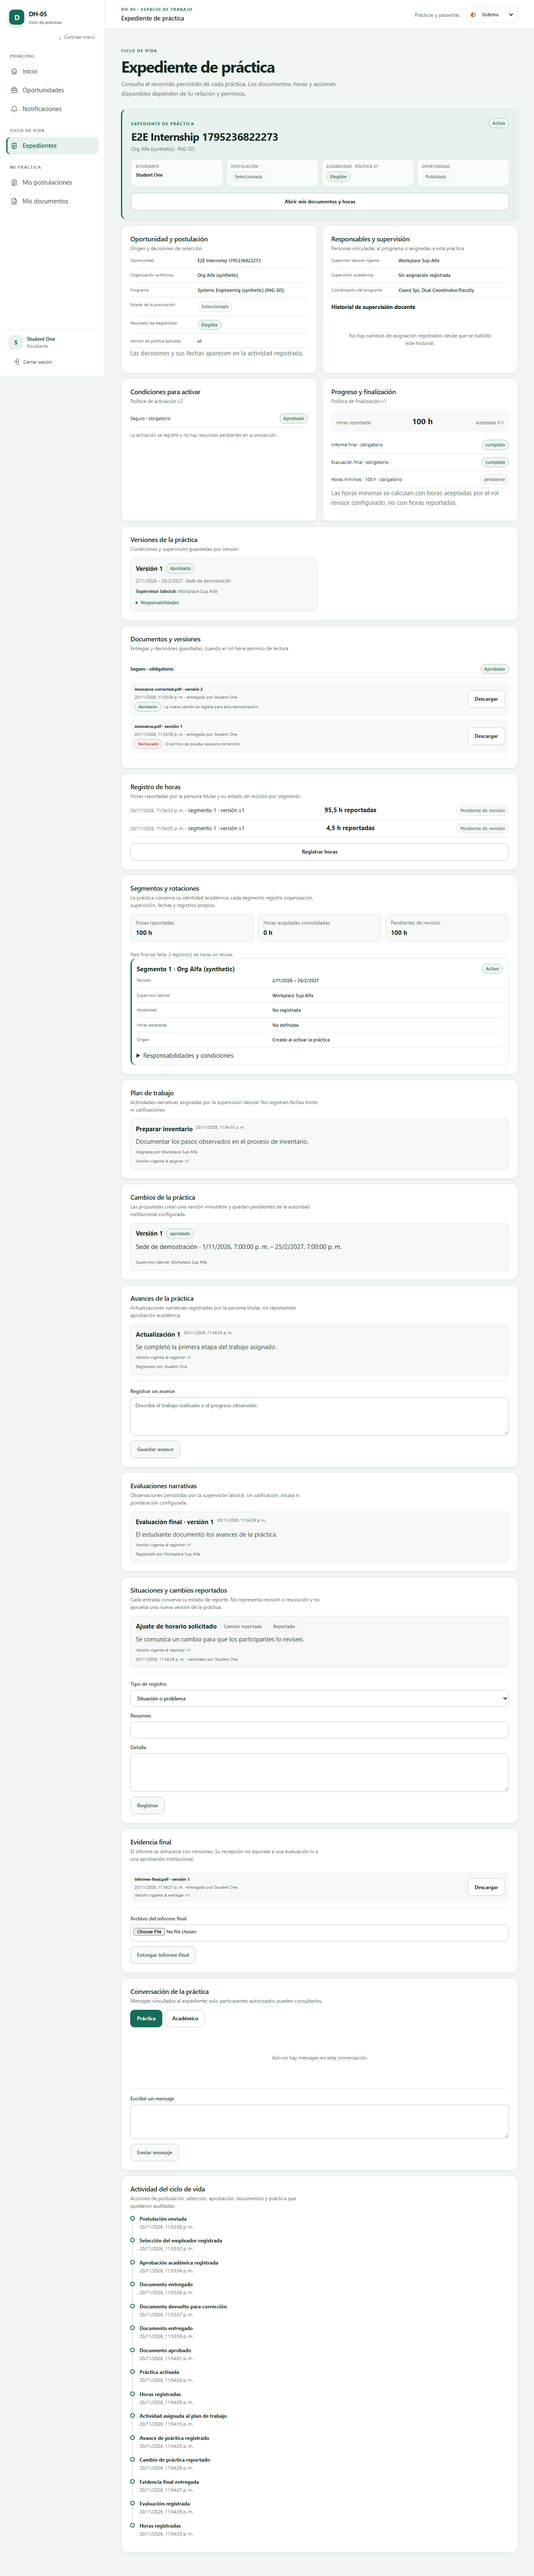 D
DH-05
Ciclo de prácticas
Contraer menú
PRINCIPAL
Inicio
Oportunidades
Notificaciones
CICLO DE VIDA
Expedientes
MI PRÁCTICA
Mis postulaciones
Mis documentos
S
Student One
Estudiante
Cerrar sesión
DH-05 · ESPACIO DE TRABAJO
Expediente de práctica
Prácticas y pasantías
Sistema
CICLO DE VIDA
Expediente de práctica
Consulta el recorrido persistido de cada práctica. Los documentos, horas y acciones
disponibles dependen de tu relación y permisos.
EXPEDIENTE DE PRÁCTICA
Activa
E2E Internship 1795236822273
Org Alfa (synthetic) · ING-SIS
ESTUDIANTE
Student One
POSTULACIÓN
Seleccionada
ELEGIBILIDAD · POLÍTICA V1
Elegible
OPORTUNIDAD
Publicada
Abrir mis documentos y horas
Oportunidad y postulación
Origen y decisiones de selección
Oportunidad
E2E Internship 1795236822273
Organización anfitriona
Org Alfa (synthetic)
Programa
Systems Engineering (synthetic) (ING-SIS)
Estado de la postulación
Seleccionada
Resultado de elegibilidad
Elegible
Versión de política aplicada
v1
Las decisiones y sus fechas aparecen en la actividad registrada.
Responsables y supervisión
Personas vinculadas al programa o asignadas a esta práctica
Supervisor laboral vigente
Workplace Sup Alfa
Supervisión académica
Sin asignación registrada
Coordinación del programa
Coord Sys, Dual Coordinator/Faculty
Historial de supervisión docente
No hay cambios de asignación registrados desde que se habilitó
este historial.
Condiciones para activar
Política de activación v2
Seguro · obligatorio
Aprobado
La activación se registró y no hay requisitos pendientes en la proyección.
Progreso y finalización
Política de finalización v1
Horas reportadas
100 h
· aceptadas 0 h
Informe final · obligatorio
cumplido
Evaluación final · obligatorio
cumplido
Horas mínimas · 100 h · obligatorio
pendiente
Las horas mínimas se calculan con horas aceptadas por el rol
revisor configurado, no con horas reportadas.
Versiones de la práctica
Condiciones y supervisión guardadas por versión
Versión 1
Aprobado
2/11/2026 – 26/2/2027 · Sede de demostración
Supervisor laboral: Workplace Sup Alfa
Responsabilidades
Documentos y versiones
Entregas y decisiones guardadas, cuando el rol tiene permiso de lectura
Seguro · obligatorio
Aprobado
insurance-corrected.pdf · versión 2
20/11/2026, 11:53:59 p. m. · entregado por Student One
Aprobado
· La nueva versión es legible para esta demostración.
Descargar
insurance.pdf · versión 1
20/11/2026, 11:53:56 p. m. · entregado por Student One
Rechazado
· El archivo de prueba requiere corrección.
Descargar
Registro de horas
Horas reportadas por la persona titular y su estado de revisión por segmento
20/11/2026, 11:54:33 p. m. · segmento 1 · versión v1
95,5 h reportadas
Pendiente de revisión
20/11/2026, 11:54:05 p. m. · segmento 1 · versión v1
4,5 h reportadas
Pendiente de revisión
Registrar horas
Segmentos y rotaciones
La práctica conserva su identidad académica; cada segmento registra organización,
supervisión, fechas y registros propios.
Horas reportadas
100 h
Horas aceptadas consolidadas
0 h
Pendientes de revisión
100 h
Para finalizar falta: 2 registro(s) de horas sin revisar.
Segmento 1 · Org Alfa (synthetic)
Activo
Periodo
2/11/2026 – 26/2/2027
Supervisor laboral
Workplace Sup Alfa
Modalidad
No registrada
Horas esperadas
No definidas
Origen
Creado al activar la práctica
Responsabilidades y condiciones
Plan de trabajo
Actividades narrativas asignadas por la supervisión laboral. No registran fechas límite
ni calificaciones.
Preparar inventario
20/11/2026, 11:54:15 p. m.
Documentar los pasos observados en el proceso de inventario.
Asignada por Workplace Sup Alfa
Versión vigente al asignar: v1
Cambios de la práctica
Las propuestas crean una versión inmutable y quedan pendientes de la autoridad
institucional configurada.
Versión 1
aprobado
Sede de demostración · 1/11/2026, 7:00:00 p. m. – 25/2/2027, 7:00:00 p. m.
Supervisor laboral: Workplace Sup Alfa
Avances de la práctica
Actualizaciones narrativas registradas por la persona titular; no representan
aprobación académica.
Actualización 1
20/11/2026, 11:54:25 p. m.
Se completó la primera etapa del trabajo asignado.
Versión vigente al registrar: v1
Registrado por Student One
Registrar un avance
Describe el trabajo realizado o el progreso observado.
Guardar avance
Evaluaciones narrativas
Observaciones persistidas por la supervisión laboral, sin calificación, escala ni
ponderación configurada.
Evaluación final · versión 1
20/11/2026, 11:54:29 p. m.
El estudiante documentó los avances de la práctica.
Versión vigente al registrar: v1
Registrado por Workplace Sup Alfa
Situaciones y cambios reportados
Cada entrada conserva su estado de reporte. No representa revisión o resolución y no
aprueba una nueva versión de la práctica.
Ajuste de horario solicitado
Cambio reportado
Reportado
Se comunica un cambio para que los participantes lo revisen.
Versión vigente al reportar: v1
20/11/2026, 11:54:26 p. m. · reportado por Student One
Tipo de registro
Situación o problema
Resumen
Detalle
Registrar
Evidencia final
El informe se almacena con versiones. Su recepción no equivale a una evaluación ni a
una aprobación institucional.
informe-final.pdf · versión 1
20/11/2026, 11:54:27 p. m. · entregado por Student One
Versión vigente al entregar: v1
Descargar
Archivo del informe final
Choose File No file chosen
Entregar informe final
Conversación de la práctica
Mensajes vinculados al expediente; solo participantes autorizados pueden consultarlos.
Práctica
Académico
Aún no hay mensajes en esta conversación.
Escribir un mensaje
Enviar mensaje
Actividad del ciclo de vida
Acciones de postulación, selección, aprobación, documentos y práctica que
quedaron auditadas
Postulación enviada
20/11/2026, 11:53:50 p. m.
Selección del empleador registrada
20/11/2026, 11:53:52 p. m.
Aprobación académica registrada
20/11/2026, 11:53:54 p. m.
Documento entregado
20/11/2026, 11:53:56 p. m.
Documento devuelto para corrección
20/11/2026, 11:53:57 p. m.
Documento entregado
20/11/2026, 11:53:59 p. m.
Documento aprobado
20/11/2026, 11:54:01 p. m.
Práctica activada
20/11/2026, 11:54:03 p. m.
Horas registradas
20/11/2026, 11:54:05 p. m.
Actividad asignada al plan de trabajo
20/11/2026, 11:54:15 p. m.
Avance de práctica registrado
20/11/2026, 11:54:25 p. m.
Cambio de práctica reportado
20/11/2026, 11:54:26 p. m.
Evidencia final entregada
20/11/2026, 11:54:27 p. m.
Evaluación registrada
20/11/2026, 11:54:29 p. m.
Horas registradas
20/11/2026, 11:54:33 p. m.